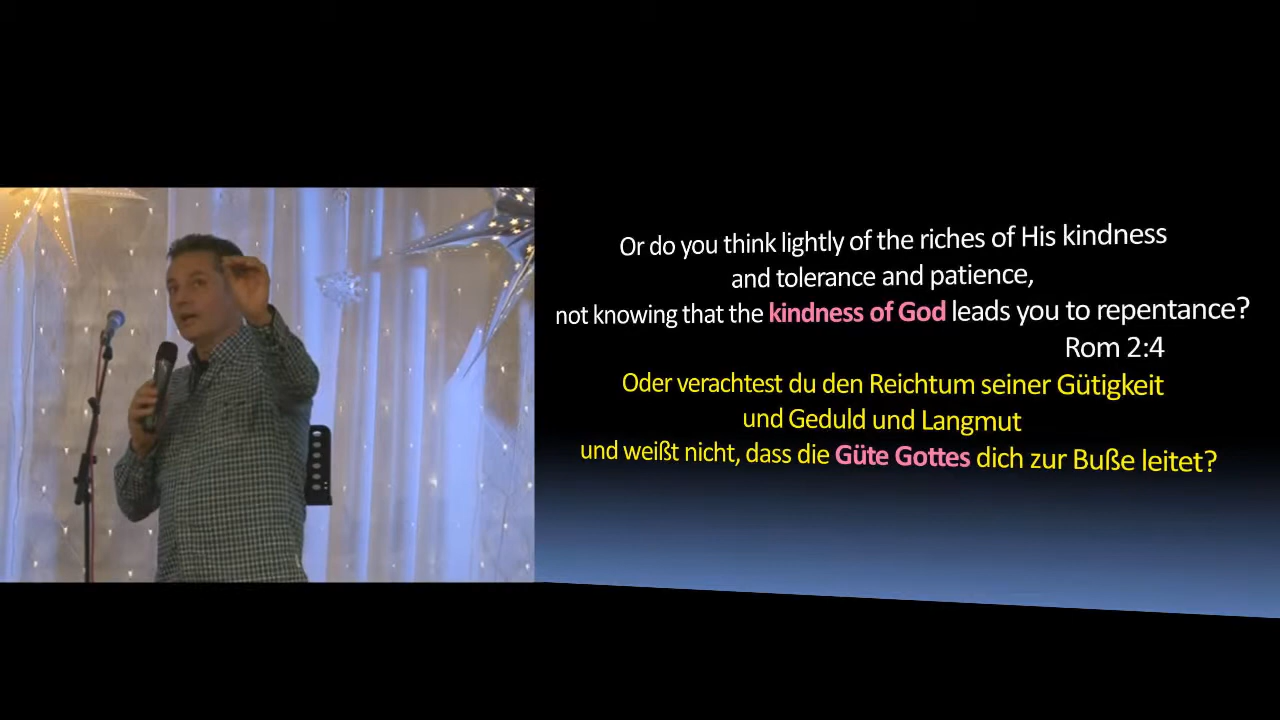 Or do you think lightly of the riches of His kindness
and tolerance and patience,
not knowing that the kindness of God leads you to repentance?
Rom 2:4
Oder verachtest du den Reichtum seiner Gütigkeit
und Geduld und Langmut
und weißt nicht, dass die Güte Gottes dich zur Buße leitet?